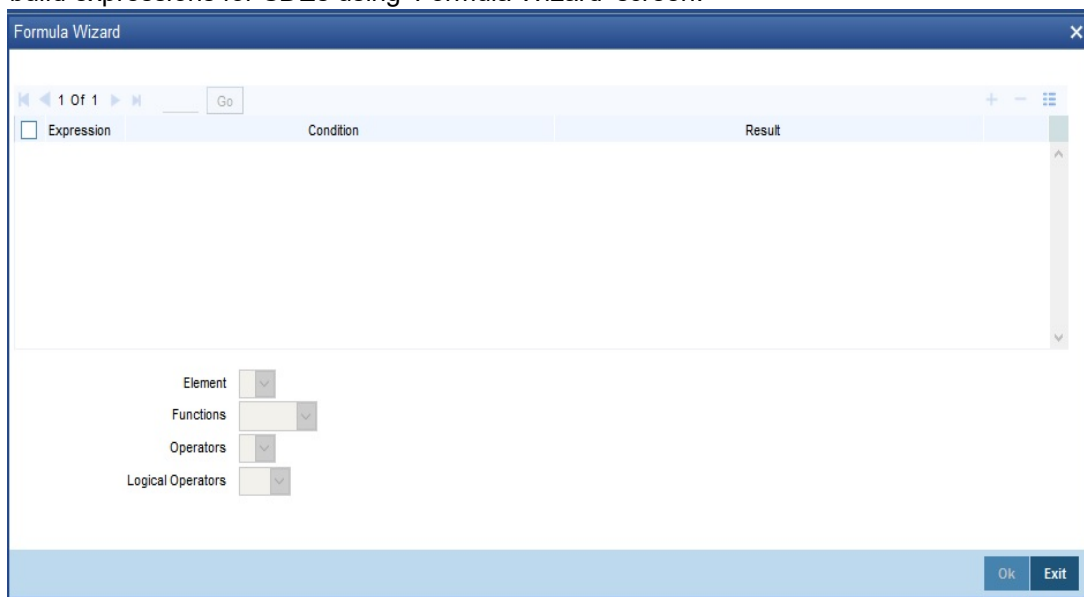 build expressions for SDEs using 'Formula Wizard' screen.
Formula Wizard
1 Of 1 Go
Expression Condition Result
Element
Functions
Operators
Logical Operators
Ok Exit